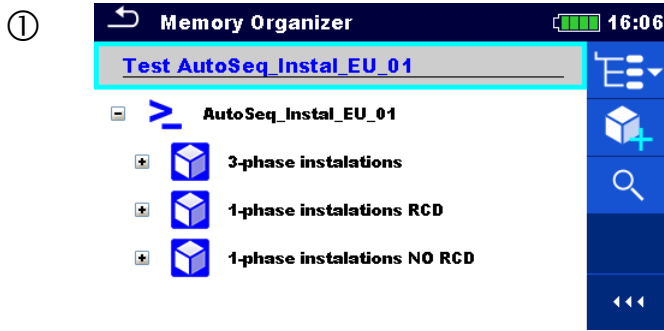 ①
Memory Organizer 16:06
Test AutoSeq_Instal_EU_01
AutoSeq_Instal_EU_01
3-phase instalations
1-phase instalations RCD
1-phase instalations NO RCD